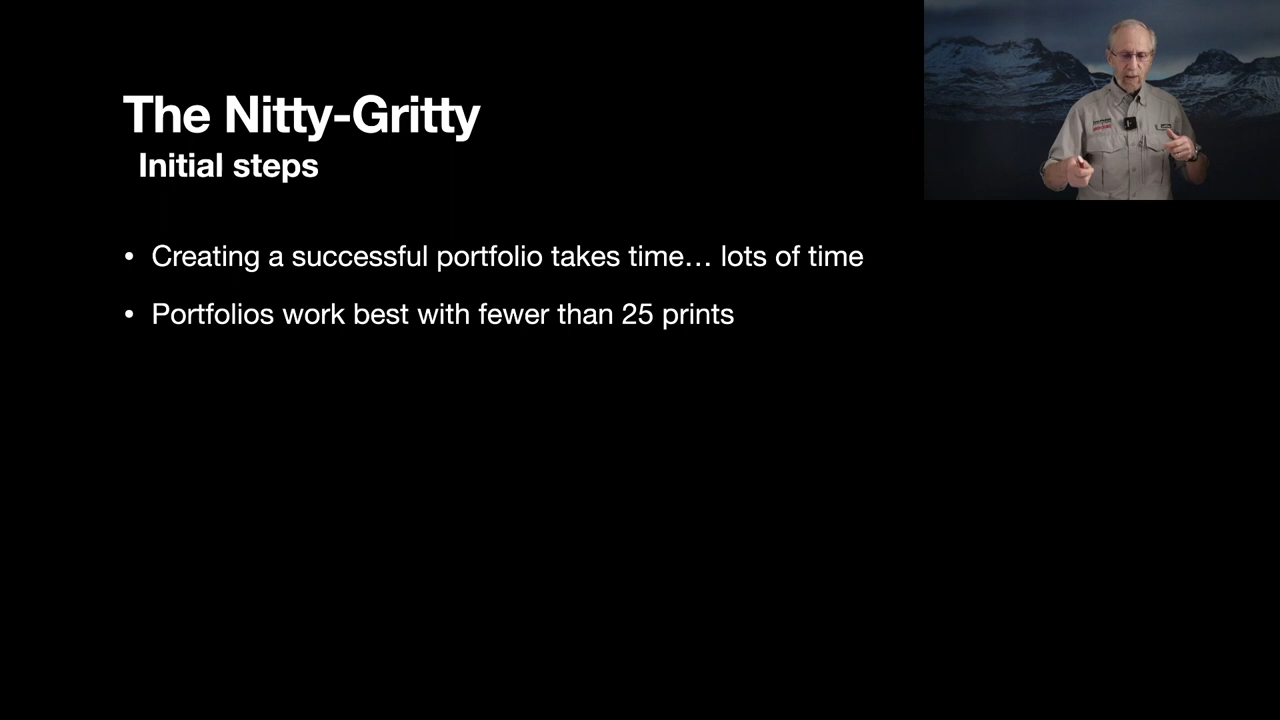 The Nitty-Gritty
Initial steps
• Creating a successful portfolio takes time… lots of time
• Portfolios work best with fewer than 25 prints